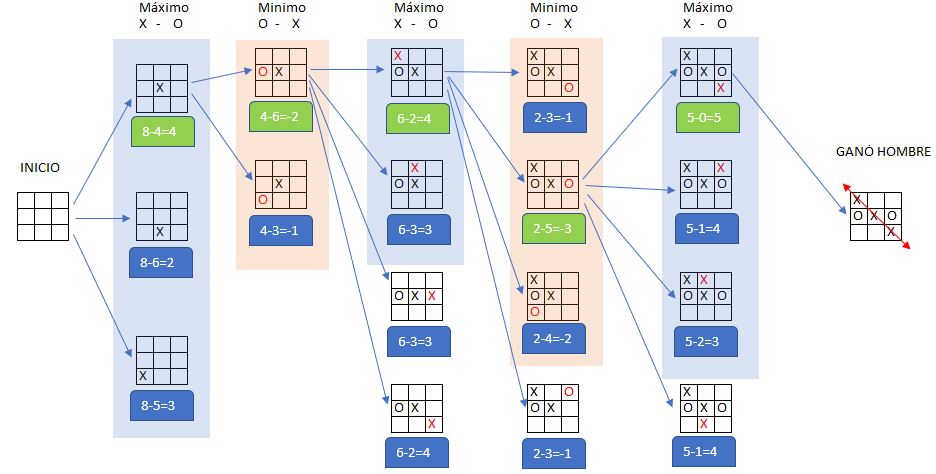 INICIO
Máximo
X - O
X
8-4=4
X
8-6=2
X
8-5=3
Minimo
O - X
O X
4-6=-2
X
O
4-3=-1
Máximo
X - O
X
O X
6-2=4
X
O X
6-3=3
O X X
6-3=3
O X
X
6-2=4
Minimo
O - X
X
O X
O
2-3=-1
X
O X O
2-5=-3
X
O X
O
2-4=-2
X O
O X
2-3=-1
Máximo
X - O
X
O X O
X
5-0=5
X X
O X O
5-1=4
X X
O X O
5-2=3
X
O X O
X
5-1=4
GANÓ HOMBRE
X
O X O
X